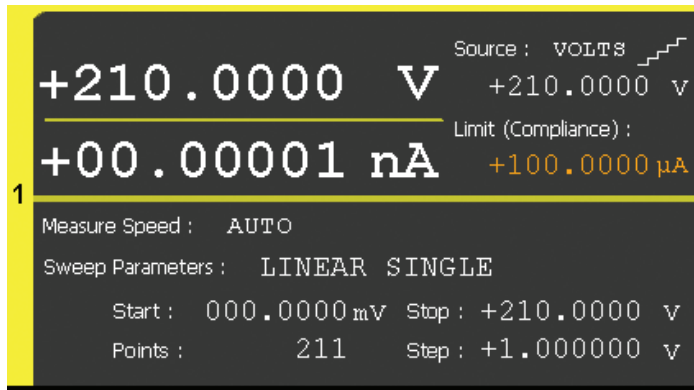 Source : VOLTS
+210.0000 V
+210.0000 V
Limit (Compliance) :
+00.00001 nA
+100.0000 µA
1
Measure Speed : AUTO
Sweep Parameters : LINEAR SINGLE
Start : 000.0000 mV Stop : +210.0000 V
Points : 211 Step : +1.000000 V